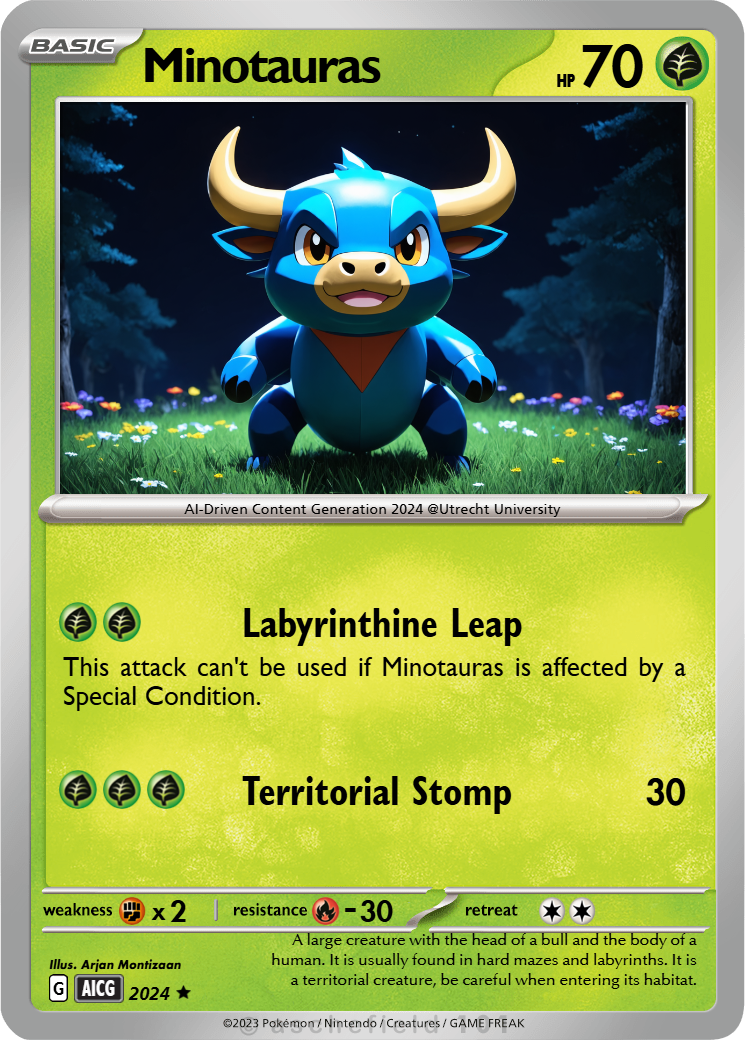 BASIC
Minotauras
HP 70
AI-Driven Content Generation 2024 @Utrecht University
Labyrinthine Leap
This attack can't be used if Minotauras is affected by a
Special Condition.
Territorial Stomp 30
weakness x 2 resistance -30 retreat
A large creature with the head of a bull and the body of a
human. It is usually found in hard mazes and labyrinths. It is
a territorial creature, be careful when entering its habitat.
Illus. Arjan Montizaan
G AICG 2024 ★
©2023 Pokémon / Nintendo / Creatures / GAME FREAK